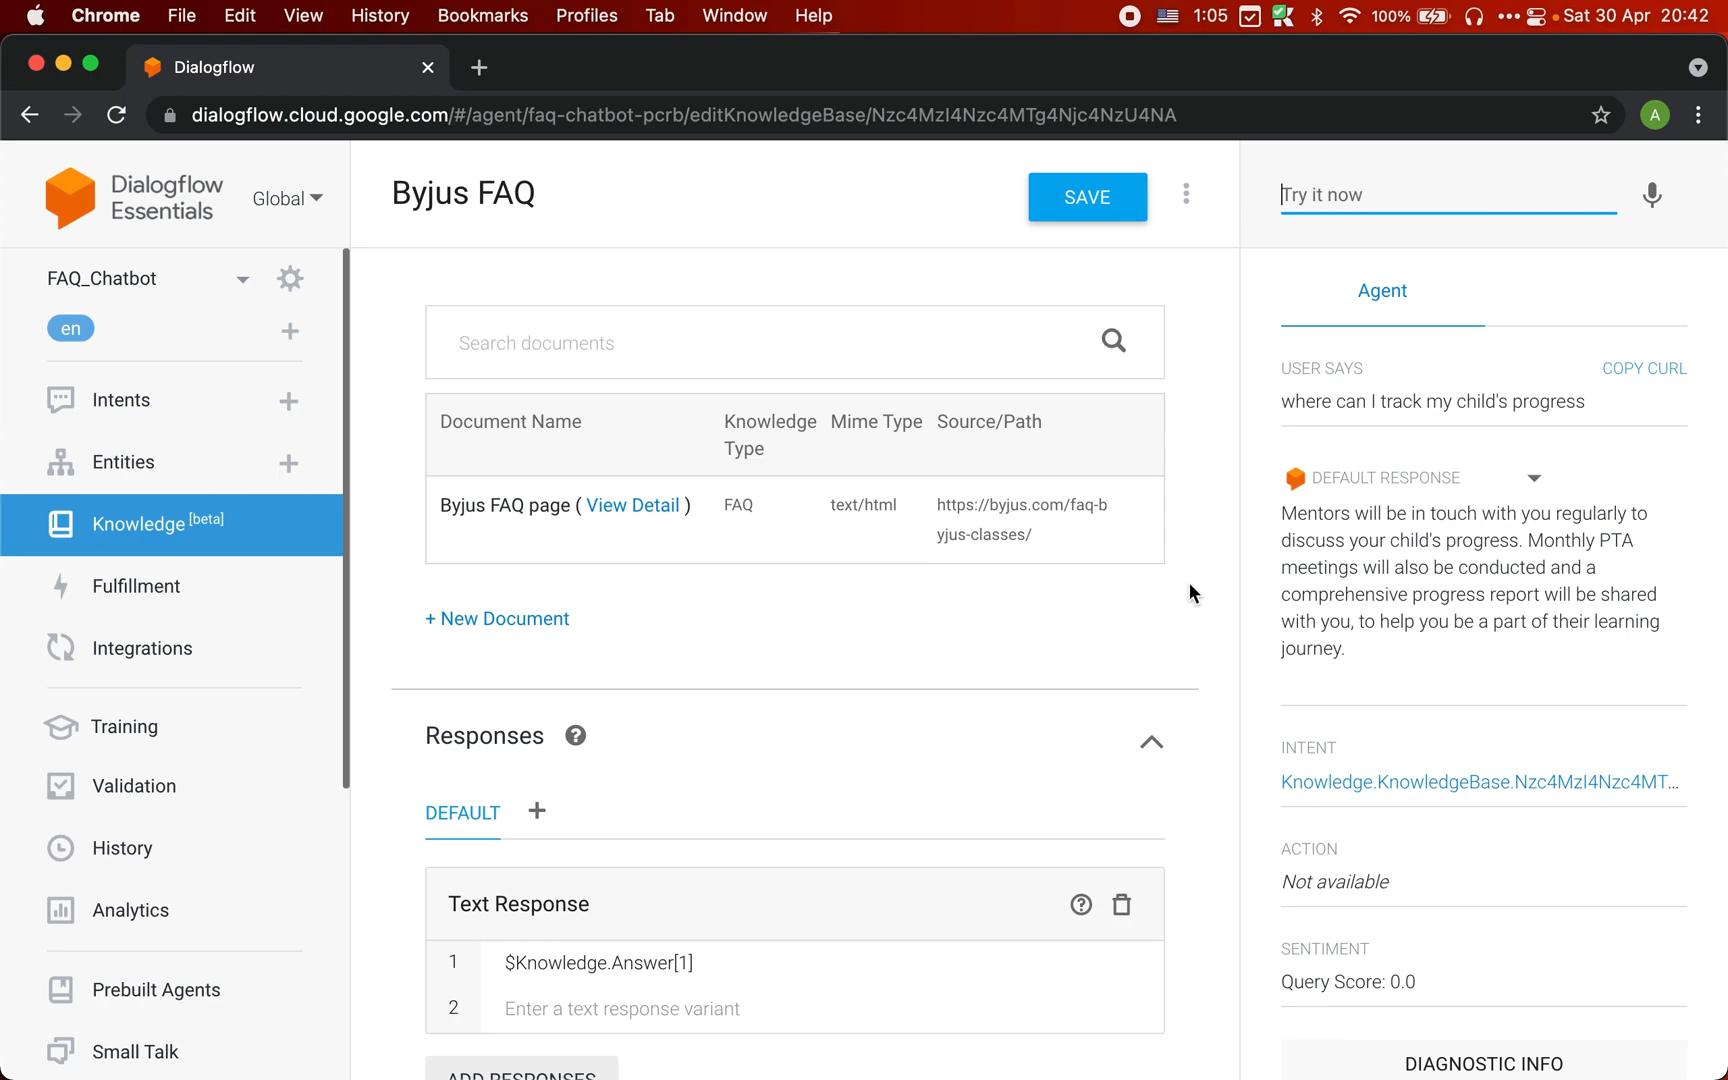 Chrome File Edit View History Bookmarks Profiles Tab Window Help 1:05 100% Sat 30 Apr 20:42
Dialogflow
dialogflow.cloud.google.com/#/agent/faq-chatbot-pcrb/editKnowledgeBase/Nzc4MzI4Nzc4MTg4Njc4NzU4NA
A
Dialogflow
Essentials
Global
Byjus FAQ
SAVE
Try it now
FAQ_Chatbot
en
Intents
Entities
Knowledge [beta]
Fulfillment
Integrations
Training
Validation
History
Analytics
Prebuilt Agents
Small Talk
Search documents
Document Name Knowledge Mime Type Source/Path
Type
Byjus FAQ page ( View Detail ) FAQ text/html https://byjus.com/faq-b
yjus-classes/
+ New Document
Responses
DEFAULT
Text Response
1 $Knowledge.Answer[1]
2 Enter a text response variant
ADD RESPONSES
Agent
USER SAYS COPY CURL
where can I track my child's progress
DEFAULT RESPONSE
Mentors will be in touch with you regularly to
discuss your child's progress. Monthly PTA
meetings will also be conducted and a
comprehensive progress report will be shared
with you, to help you be a part of their learning
journey.
INTENT
Knowledge.KnowledgeBase.Nzc4MzI4Nzc4MT...
ACTION
Not available
SENTIMENT
Query Score: 0.0
DIAGNOSTIC INFO